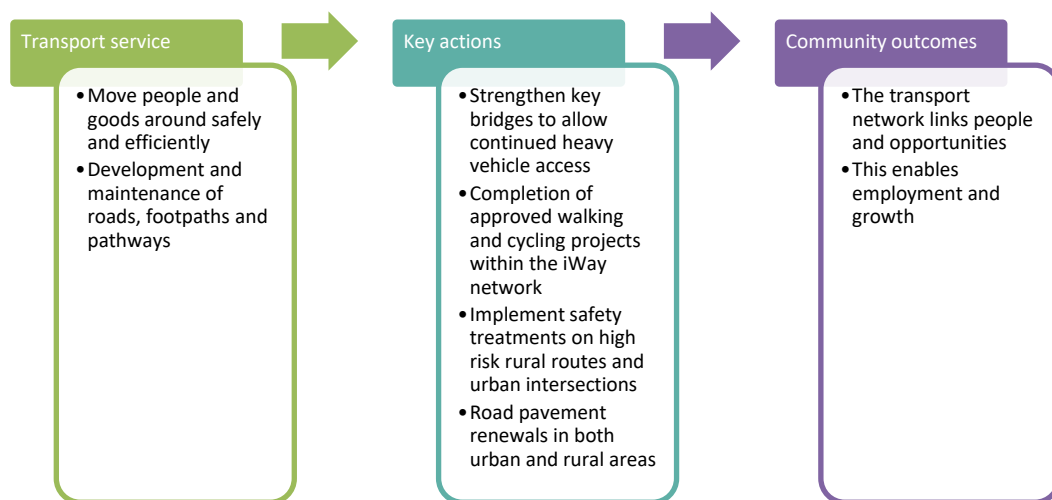 Transport service
•Move people and
goods around safely
and efficiently
•Development and
maintenance of
roads, footpaths and
pathways
Key actions
•Strengthen key
bridges to allow
continued heavy
vehicle access
•Completion of
approved walking
and cycling projects
within the iWay
network
•Implement safety
treatments on high
risk rural routes and
urban intersections
•Road pavement
renewals in both
urban and rural areas
Community outcomes
•The transport
network links people
and opportunities
•This enables
employment and
growth